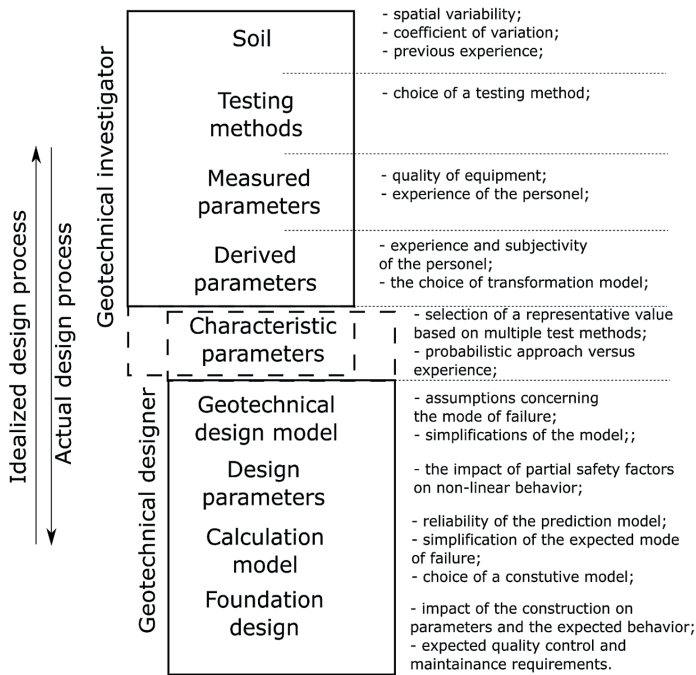 Soil
- spatial variability;
- coefficient of variation;
- previous experience;
Testing
methods
- choice of a testing method;
Measured
parameters
- quality of equipment;
- experience of the personel;
Derived
parameters
- experience and subjectivity
of the personel;
- the choice of transformation model;
Characteristic
parameters
- selection of a representative value
based on multiple test methods;
- probabilistic approach versus
experience;
Geotechnical
design model
- assumptions concerning
the mode of failure;
- simplifications of the model;;
Design
parameters
- the impact of partial safety factors
on non-linear behavior;
Calculation
model
- reliability of the prediction model;
- simplification of the expected mode
of failure;
- choice of a constutive model;
Foundation
design
- impact of the construction on
parameters and the expected behavior;
- expected quality control and
maintainance requirements.
Geotechnical investigator
Geotechnical designer
Idealized design process
Actual design process